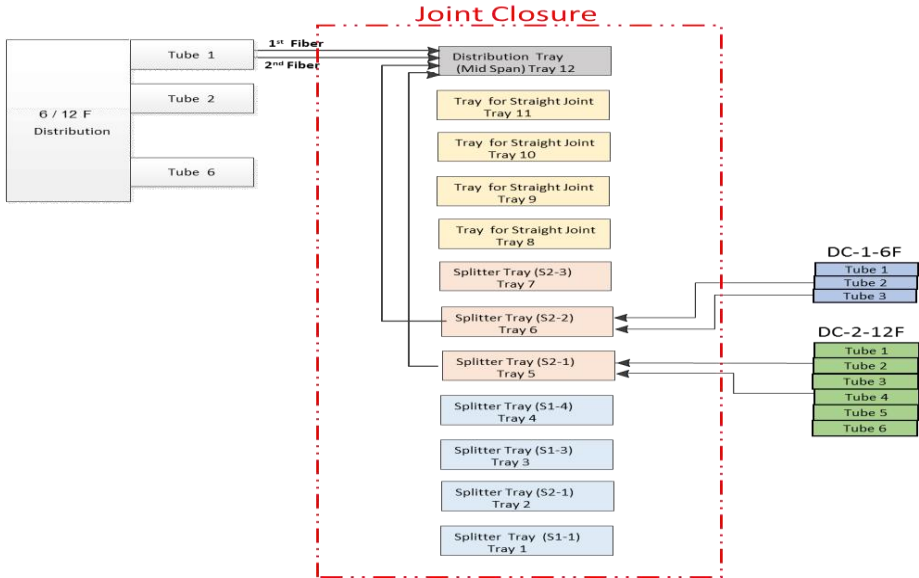 Joint Closure
6 / 12 F
Distribution
Tube 1
Tube 2
Tube 6
1st Fiber
2nd Fiber
Distribution Tray
(Mid Span) Tray 12
Tray for Straight Joint
Tray 11
Tray for Straight Joint
Tray 10
Tray for Straight Joint
Tray 9
Tray for Straight Joint
Tray 8
Splitter Tray (S2-3)
Tray 7
Splitter Tray (S2-2)
Tray 6
Splitter Tray (S2-1)
Tray 5
Splitter Tray (S1-4)
Tray 4
Splitter Tray (S1-3)
Tray 3
Splitter Tray (S2-1)
Tray 2
Splitter Tray (S1-1)
Tray 1
DC-1-6F
Tube 1
Tube 2
Tube 3
DC-2-12F
Tube 1
Tube 2
Tube 3
Tube 4
Tube 5
Tube 6